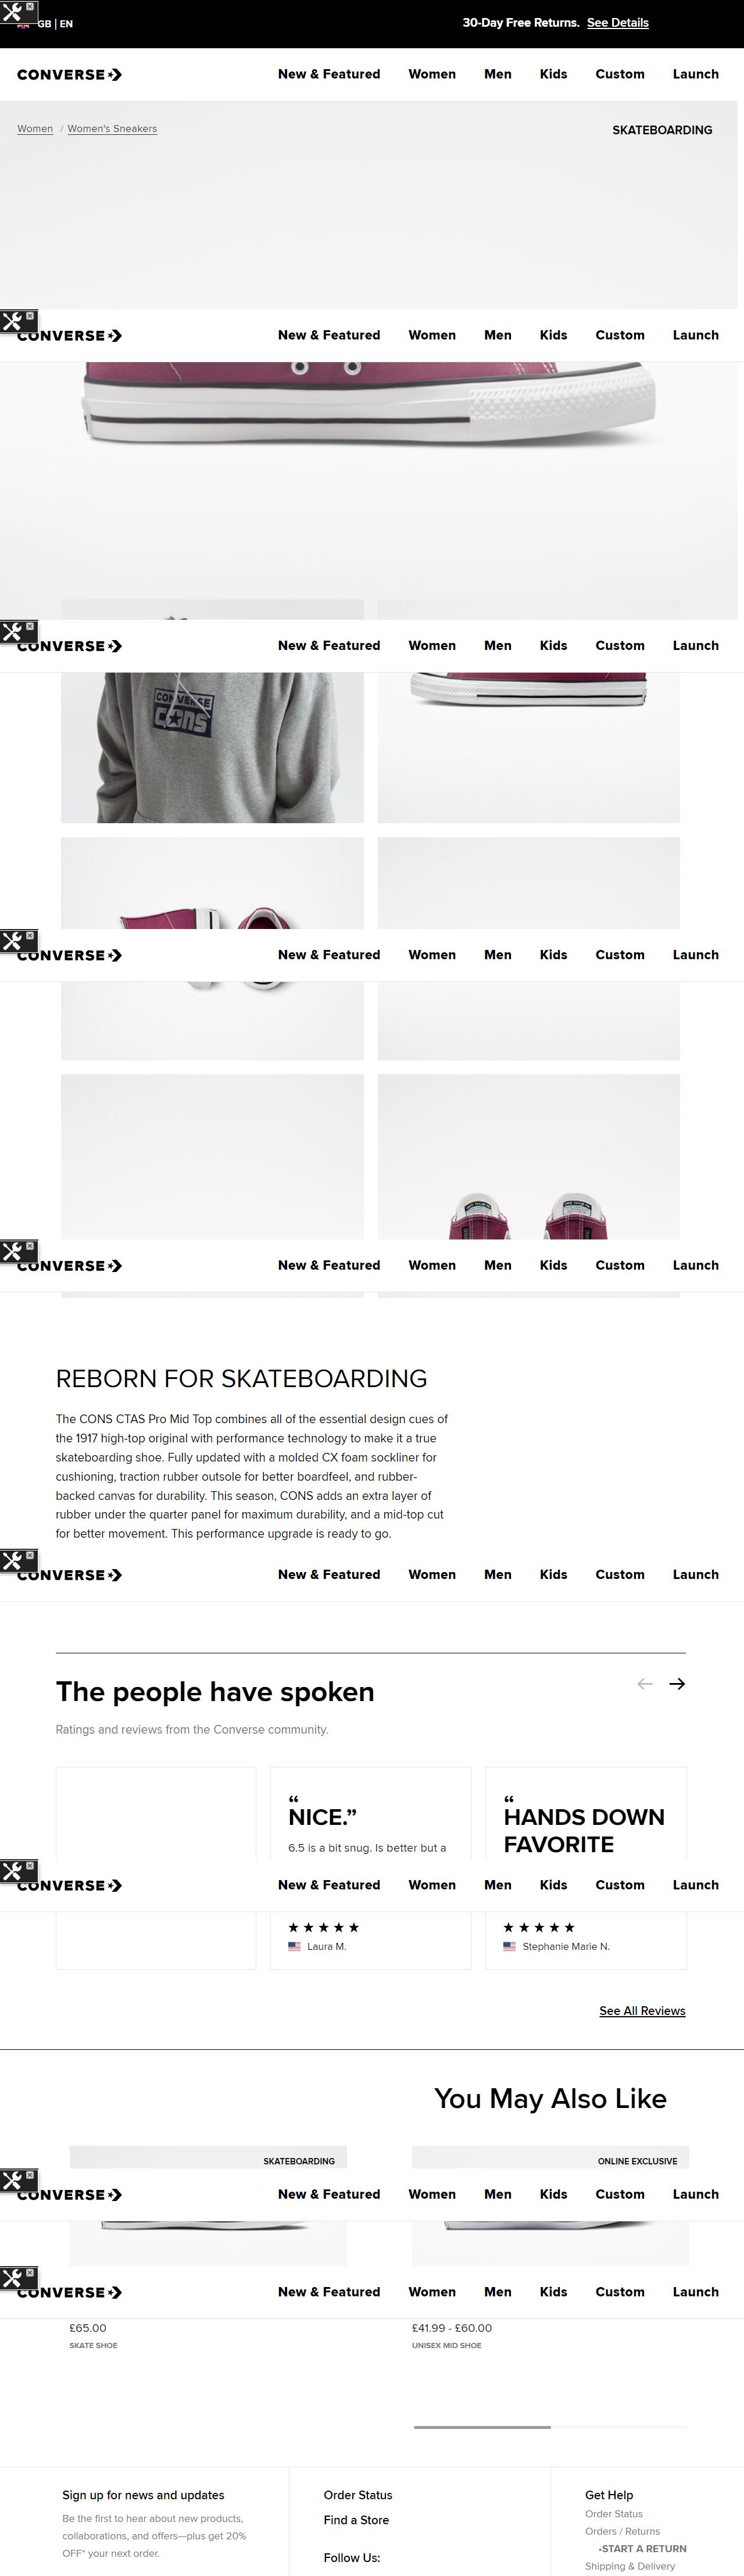 GB | EN
30-Day Free Returns. See Details
CONVERSE
New & Featured Women Men Kids Custom Launch
Women / Women's Sneakers
SKATEBOARDING
CONVERSE
New & Featured Women Men Kids Custom Launch
CONVERSE
New & Featured Women Men Kids Custom Launch
CONVERSE
CONS
CONVERSE
New & Featured Women Men Kids Custom Launch
CONVERSE
New & Featured Women Men Kids Custom Launch
REBORN FOR SKATEBOARDING
The CONS CTAS Pro Mid Top combines all of the essential design cues of
the 1917 high-top original with performance technology to make it a true
skateboarding shoe. Fully updated with a molded CX foam sockliner for
cushioning, traction rubber outsole for better boardfeel, and rubber-
backed canvas for durability. This season, CONS adds an extra layer of
rubber under the quarter panel for maximum durability, and a mid-top cut
for better movement. This performance upgrade is ready to go.
CONVERSE
New & Featured Women Men Kids Custom Launch
The people have spoken
Ratings and reviews from the Converse community.
“
NICE.”
6.5 is a bit snug. Is better but a
“
HANDS DOWN
FAVORITE
CONVERSE
New & Featured Women Men Kids Custom Launch
★★★★★
Laura M.
★★★★★
Stephanie Marie N.
See All Reviews
You May Also Like
SKATEBOARDING
ONLINE EXCLUSIVE
CONVERSE
New & Featured Women Men Kids Custom Launch
CONVERSE
New & Featured Women Men Kids Custom Launch
£65.00
SKATE SHOE
£41.99 - £60.00
UNISEX MID SHOE
Sign up for news and updates
Be the first to hear about new products,
collaborations, and offers—plus get 20%
OFF* your next order.
Order Status
Find a Store
Follow Us:
Get Help
Order Status
Orders / Returns
•START A RETURN
Shipping & Delivery